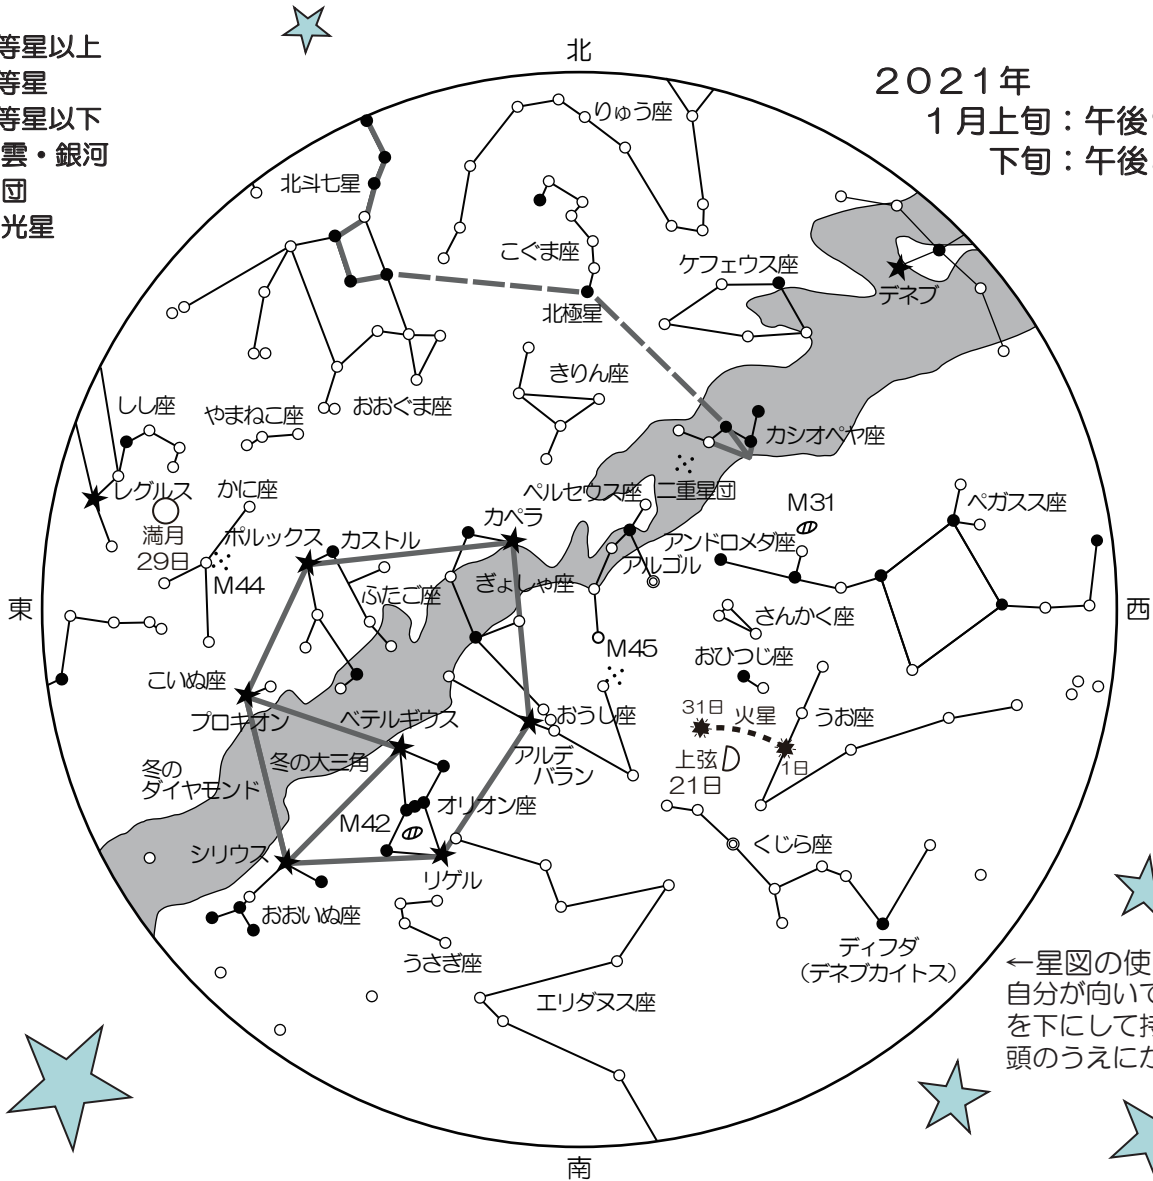 等星以上
等星
等星以下
雲・銀河
団
光星
北
2021年
1月上旬：午後
下旬：午後
りゅう座
北斗七星
こぐま座
ケフェウス座
デネブ
北極星
きりん座
しし座
やまねこ座
おおぐま座
カシオペヤ座
レグルス
かに座
ペルセウス座
二重星団
M31
ペガスス座
満月
29日
ポルックス
カストル
カペラ
アンドロメダ座
アルゴル
M44
ふたご座
ぎょしゃ座
東
西
さんかく座
M45
おひつじ座
こいぬ座
プロキオン
ベテルギウス
おうし座
31日
火星
うお座
アルデ
バラン
上弦
21日
1日
冬の
ダイヤモンド
冬の大三角
オリオン座
M42
くじら座
シリウス
リゲル
おおいぬ座
うさぎ座
ディフダ
（デネブカイトス）
エリダヌス座
←星図の使
自分が向いて
を下にして持
頭のうえにか
南